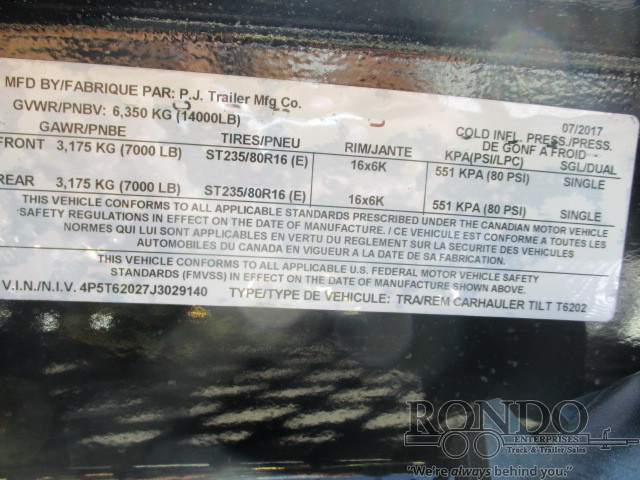 MFD BY/FABRIQUE PAR: P.J. Trailer Mfg Co.
07/2017
GVWR/PNBV: 6,350 KG (14000LB)
GAWR/PNBE TIRES/PNEU RIM/JANTE COLD INFL. PRESS./PRESS. DE GONF A FROID
KPA(PSI/LPC) SGL/DUAL
FRONT 3,175 KG (7000 LB) ST235/80R16 (E) 16x6K 551 KPA (80 PSI) SINGLE
REAR 3,175 KG (7000 LB) ST235/80R16 (E) 16x6K 551 KPA (80 PSI) SINGLE
THIS VEHICLE CONFORMS TO ALL APPLICABLE STANDARDS PRESCRIBED UNDER THE CANADIAN MOTOR VEHICLE
SAFETY REGULATIONS IN EFFECT ON THE DATE OF MANUFACTURE. / CE VEHICULE EST CONFORME A TOUTES LES
NORMES QUI LUI SONT APPLICABLES EN VERTU DU REGLEMENT SUR LA SECURITE DES VEHICULES
AUTOMOBILES DU CANADA EN VIGUEUR A LA DATE DE SA FABRICATION.
THIS VEHICLE CONFORMS TO ALL APPLICABLE U.S. FEDERAL MOTOR VEHICLE SAFETY
STANDARDS (FMVSS) IN EFFECT ON THE DATE OF MANUFACTURE SHOWN ABOVE.
V.I.N./N.I.V. 4P5T62027J3029140 TYPE/TYPE DE VEHICULE: TRA/REM CARHAULER TILT T6202
RONDO
ENTERPRISES
Truck & Trailer Sales
"We're always behind you."